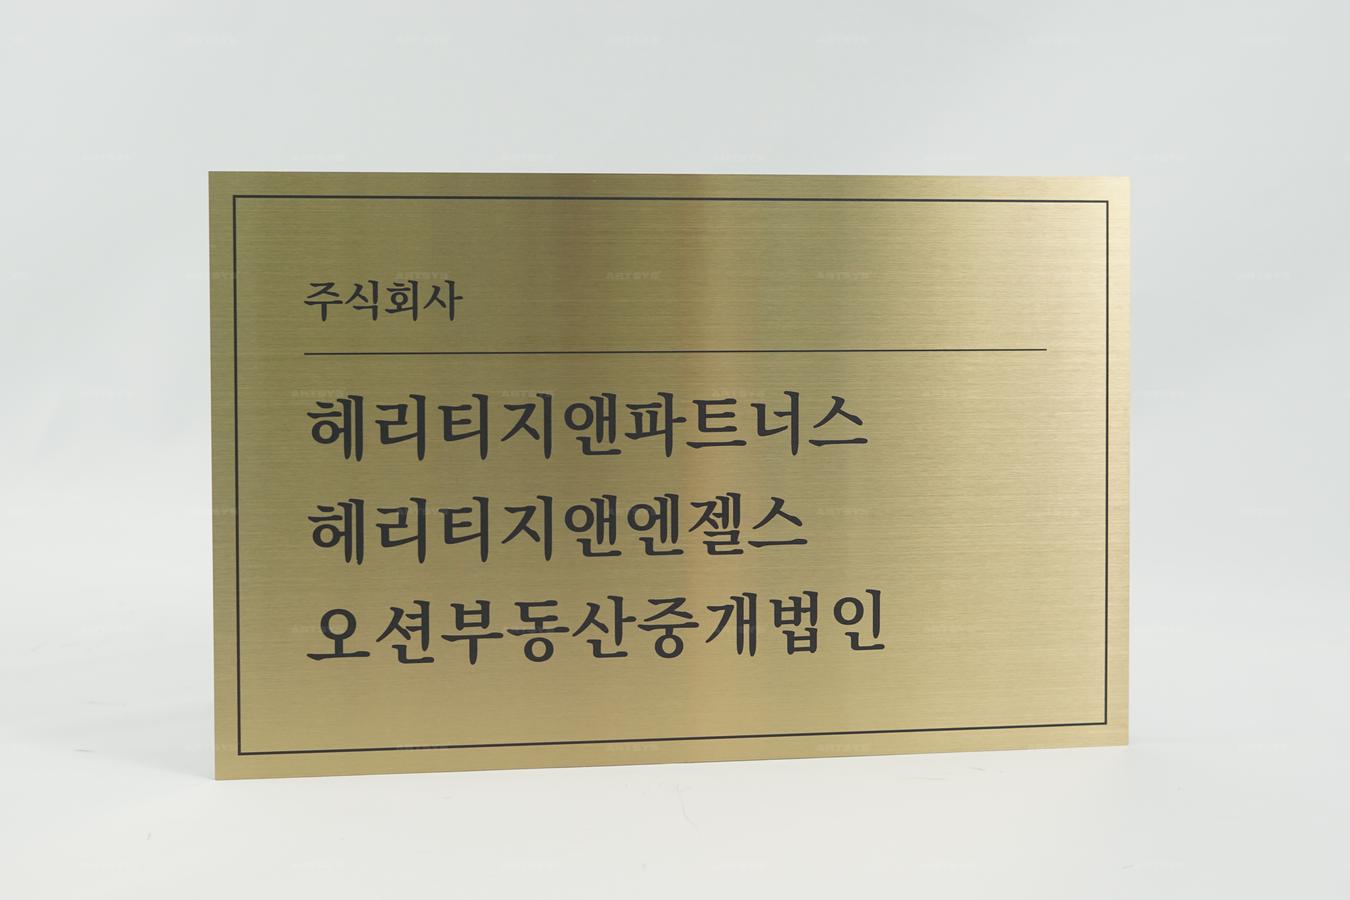 주식회사
헤리티지앤파트너스
헤리티지앤엔젤스
오션부동산중개법인